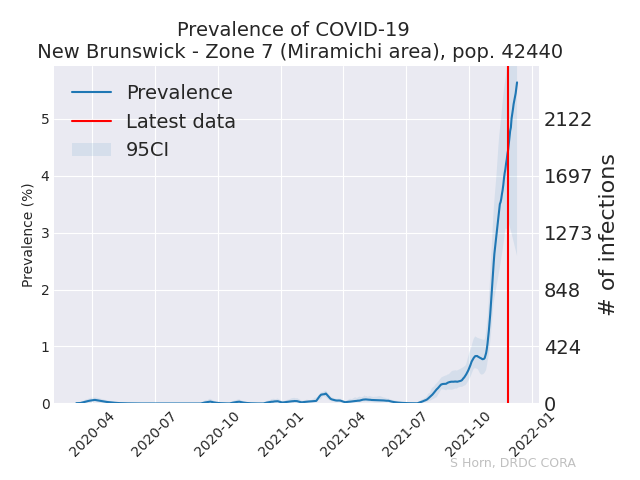 Prevalence of COVID-19
New Brunswick - Zone 7 (Miramichi area), pop. 42440
Prevalence
Latest data
95CI
Prevalence (%)
5
4
3
2
1
0
2122
1697
1273
848
424
0
# of infections
2020-04
2020-07
2020-10
2021-01
2021-04
2021-07
2021-10
2022-01
S Horn, DRDC CORA